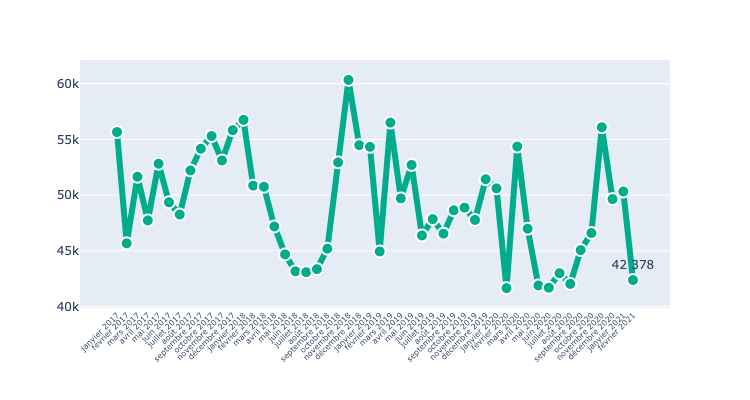 60k
55k
50k
45k
40k
42 378
janvier 2017
février 2017
mars 2017
avril 2017
mai 2017
juin 2017
juillet 2017
août 2017
septembre 2017
octobre 2017
novembre 2017
décembre 2017
janvier 2018
février 2018
mars 2018
avril 2018
mai 2018
juin 2018
juillet 2018
août 2018
septembre 2018
octobre 2018
novembre 2018
décembre 2018
janvier 2019
février 2019
mars 2019
avril 2019
mai 2019
juin 2019
juillet 2019
août 2019
septembre 2019
octobre 2019
novembre 2019
décembre 2019
janvier 2020
février 2020
mars 2020
avril 2020
mai 2020
juin 2020
juillet 2020
août 2020
septembre 2020
octobre 2020
novembre 2020
décembre 2020
janvier 2021
février 2021